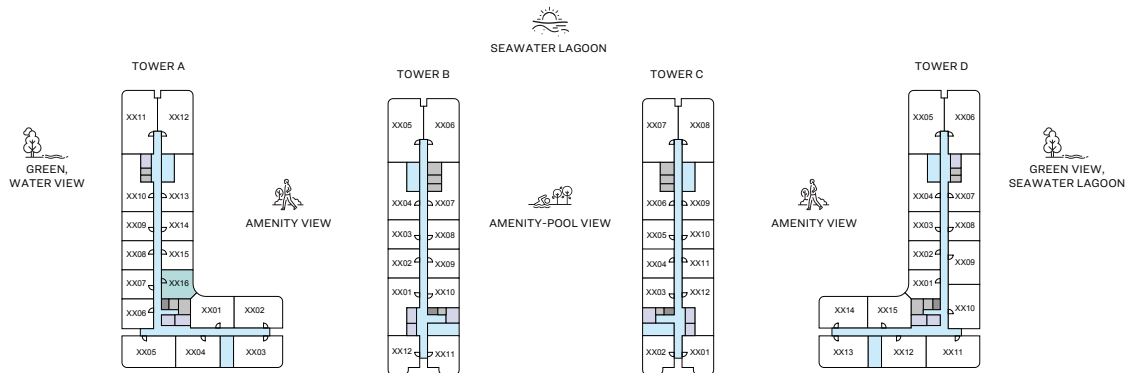 SEAWATER LAGOON
TOWER A
TOWER B
TOWER C
TOWER D
GREEN,
WATER VIEW
AMENITY VIEW
AMENITY-POOL VIEW
AMENITY VIEW
GREEN VIEW,
SEAWATER LAGOON
XX11 XX12
XX10 XX13
XX09 XX14
XX08 XX15
XX07 XX16
XX06 XX01 XX02
XX05 XX04 XX03
XX05 XX06
XX04 XX07
XX03 XX08
XX02 XX09
XX01 XX10
XX12 XX11
XX07 XX08
XX06 XX09
XX05 XX10
XX04 XX11
XX03 XX12
XX02 XX01
XX05 XX06
XX04 XX07
XX03 XX08
XX02 XX09
XX01
XX14 XX15 XX10
XX13 XX12 XX11